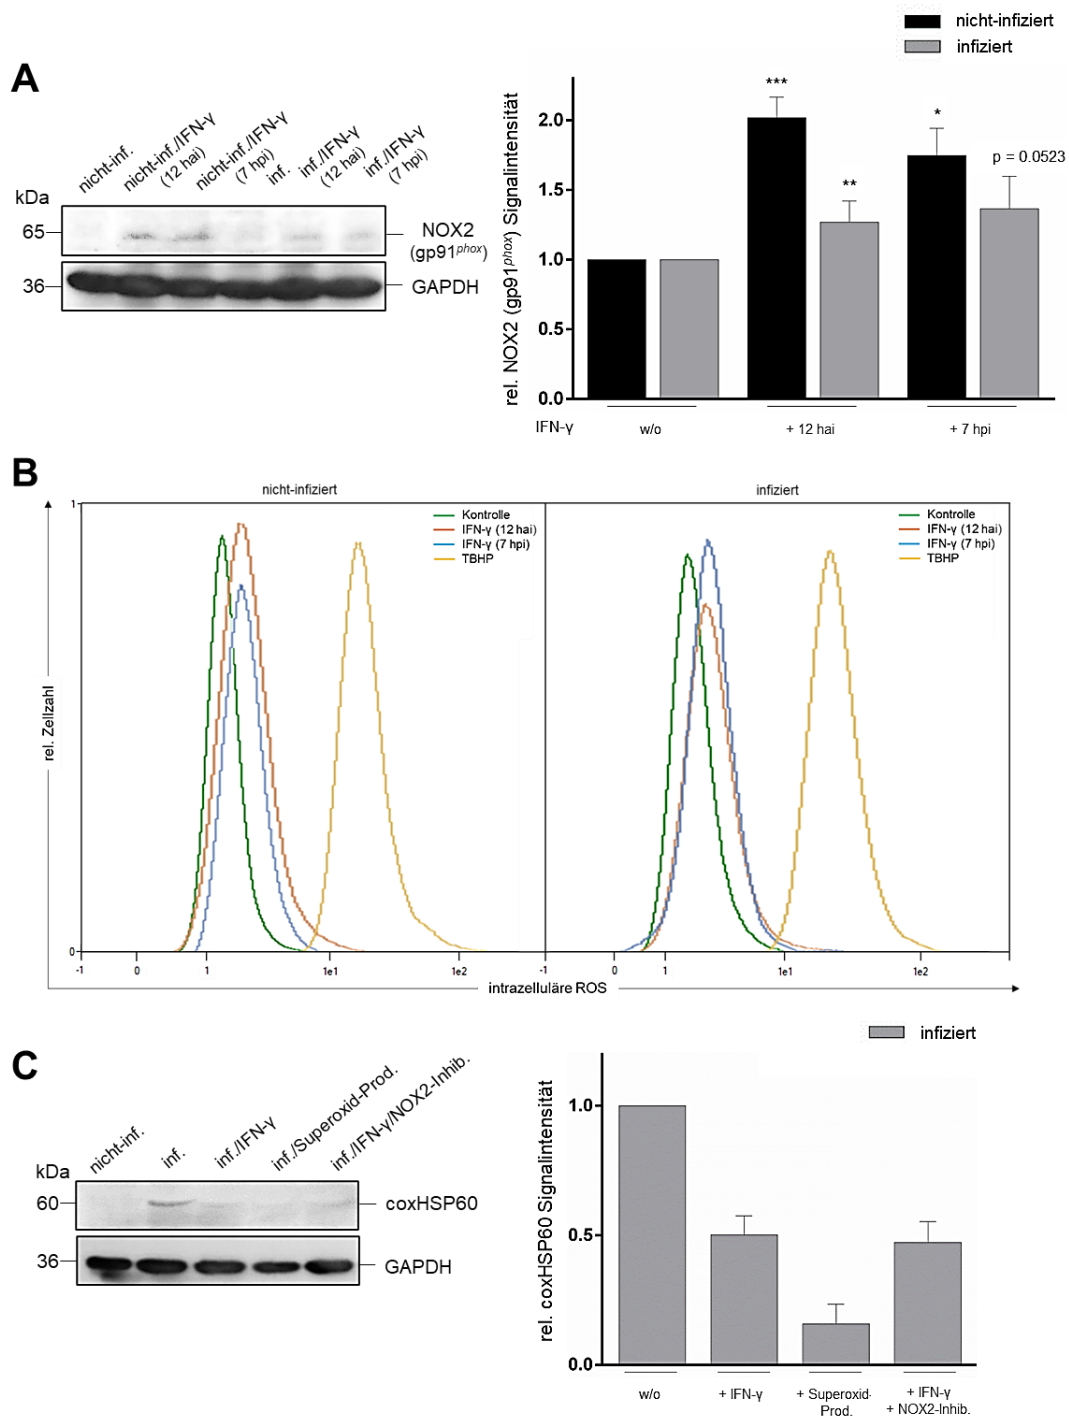 nicht-infiziert
infiziert
A
nicht-inf.
nicht-inf./IFN-γ
(12 hai)
nicht-inf./IFN-γ
(7 hpi)
inf.
inf./IFN-γ
(12 hai)
inf./IFN-γ
(7 hpi)
kDa
65
NOX2
(gp91phox)
36
GAPDH
rel. NOX2 (gp91phox) Signalintensität
2.0
1.5
1.0
0.5
0.0
***
**
*
p = 0.0523
IFN-γ
w/o
+ 12 hai
+ 7 hpi
B
nicht-infiziert
infiziert
1
0
rel. Zellzahl
Kontrolle
IFN-γ (12 hai)
IFN-γ (7 hpi)
TBHP
Kontrolle
IFN-γ (12 hai)
IFN-γ (7 hpi)
TBHP
-1 0 1 1e1 1e2 -1 0 1 1e1 1e2
intrazelluläre ROS
infiziert
C
nicht-inf.
inf.
inf./IFN-γ
inf./Superoxid-Prod.
inf./IFN-γ/NOX2-Inhib.
kDa
60
coxHSP60
36
GAPDH
rel. coxHSP60 Signalintensität
1.0
0.5
0.0
w/o
+ IFN-γ
+ Superoxid-
Prod.
+ IFN-γ
+ NOX2-Inhib.